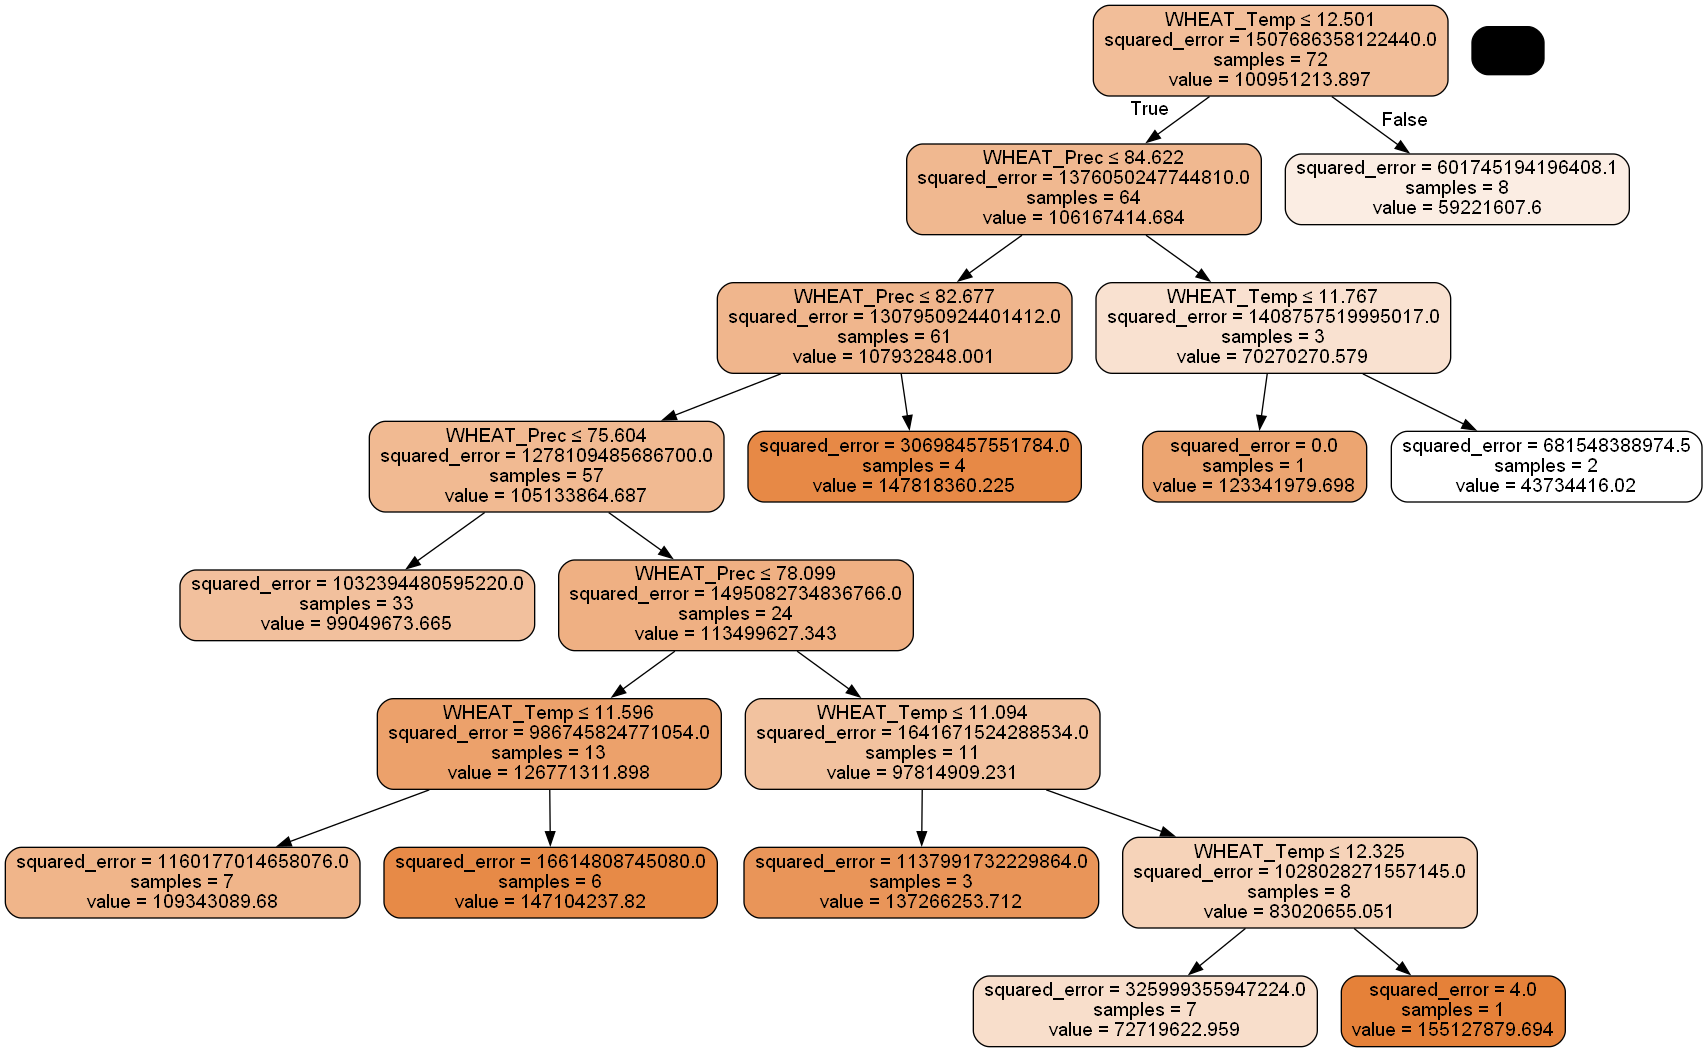 WHEAT_Temp ≤ 12.501
squared_error = 1507686358122440.0
samples = 72
value = 100951213.897
True
False
WHEAT_Prec ≤ 84.622
squared_error = 1376050247744810.0
samples = 64
value = 106167414.684
squared_error = 601745194196408.1
samples = 8
value = 59221607.6
WHEAT_Prec ≤ 82.677
squared_error = 1307950924401412.0
samples = 61
value = 107932848.001
WHEAT_Temp ≤ 11.767
squared_error = 1408757519995017.0
samples = 3
value = 70270270.579
WHEAT_Prec ≤ 75.604
squared_error = 1278109485686700.0
samples = 57
value = 105133864.687
squared_error = 30698457551784.0
samples = 4
value = 147818360.225
squared_error = 0.0
samples = 1
value = 123341979.698
squared_error = 681548388974.5
samples = 2
value = 43734416.02
squared_error = 1032394480595220.0
samples = 33
value = 99049673.665
WHEAT_Prec ≤ 78.099
squared_error = 1495082734836766.0
samples = 24
value = 113499627.343
WHEAT_Temp ≤ 11.596
squared_error = 986745824771054.0
samples = 13
value = 126771311.898
WHEAT_Temp ≤ 11.094
squared_error = 1641671524288534.0
samples = 11
value = 97814909.231
squared_error = 1160177014658076.0
samples = 7
value = 109343089.68
squared_error = 16614808745080.0
samples = 6
value = 147104237.82
squared_error = 1137991732229864.0
samples = 3
value = 137266253.712
WHEAT_Temp ≤ 12.325
squared_error = 1028028271557145.0
samples = 8
value = 83020655.051
squared_error = 325999355947224.0
samples = 7
value = 72719622.959
squared_error = 4.0
samples = 1
value = 155127879.694